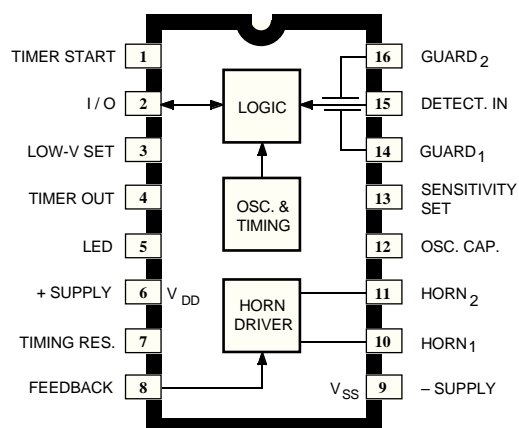 TIMER START 1 16 GUARD2
I / O 2 LOGIC 15 DETECT. IN
LOW-V SET 3 14 GUARD1
TIMER OUT 4 OSC. & TIMING 13 SENSITIVITY SET
LED 5 12 OSC. CAP.
+ SUPPLY 6 VDD HORN DRIVER 11 HORN2
TIMING RES. 7 10 HORN1
FEEDBACK 8 VSS 9 – SUPPLY